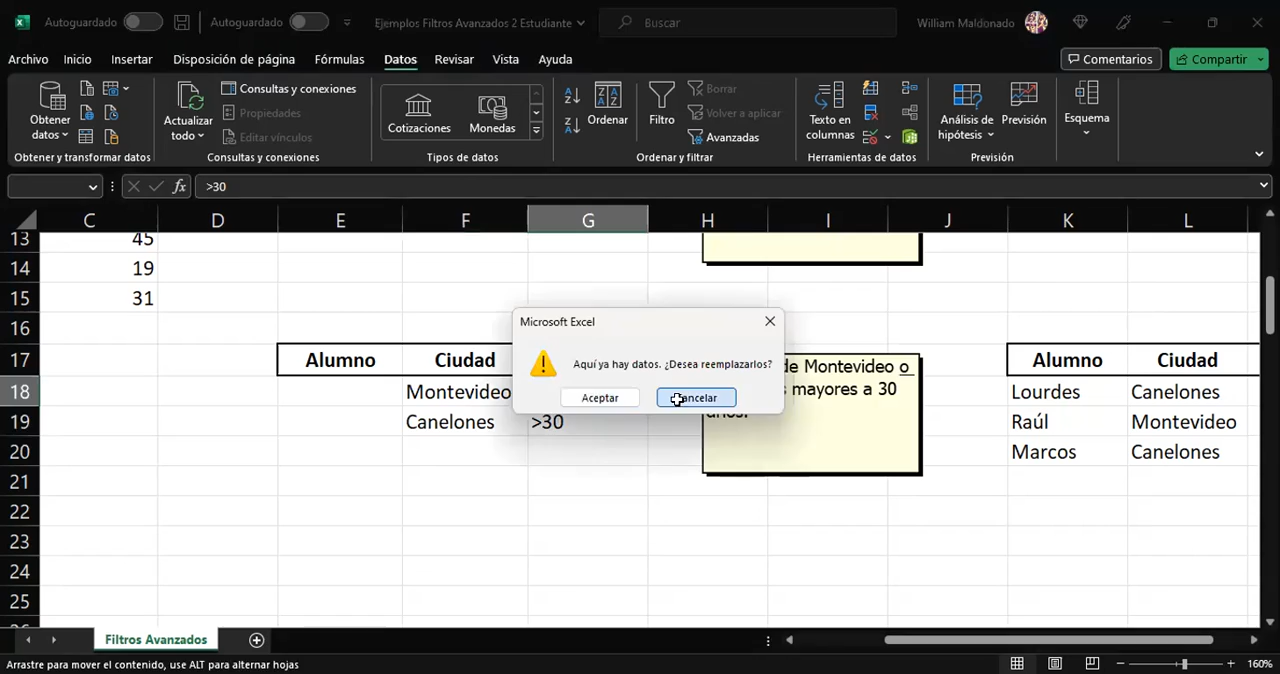 Autoguardado
Autoguardado
Ejemplos Filtros Avanzados 2 Estudiante
Buscar
William Maldonado
Archivo Inicio Insertar Disposición de página Fórmulas Datos Revisar Vista Ayuda
Comentarios
Compartir
Obtener datos
Actualizar todo
Consultas y conexiones
Propiedades
Editar vínculos
Cotizaciones
Monedas
Ordenar
Filtro
Borrar
Volver a aplicar
Avanzadas
Texto en columnas
Análisis de hipótesis
Previsión
Esquema
Obtener y transformar datos
Consultas y conexiones
Tipos de datos
Ordenar y filtrar
Herramientas de datos
Previsión
fx >30
C D E F G H I J K L
13 45
14 19
15 31
16
17 Alumno Ciudad de Montevideo o Alumno Ciudad
18 Montevideo mayores a 30 Lourdes Canelones
19 Canelones >30 Raúl Montevideo
20 Marcos Canelones
21
22
23
24
25
Microsoft Excel
Aquí ya hay datos. ¿Desea reemplazarlos?
Aceptar
Cancelar
Filtros Avanzados
Arrastre para mover el contenido, use ALT para alternar hojas
160%